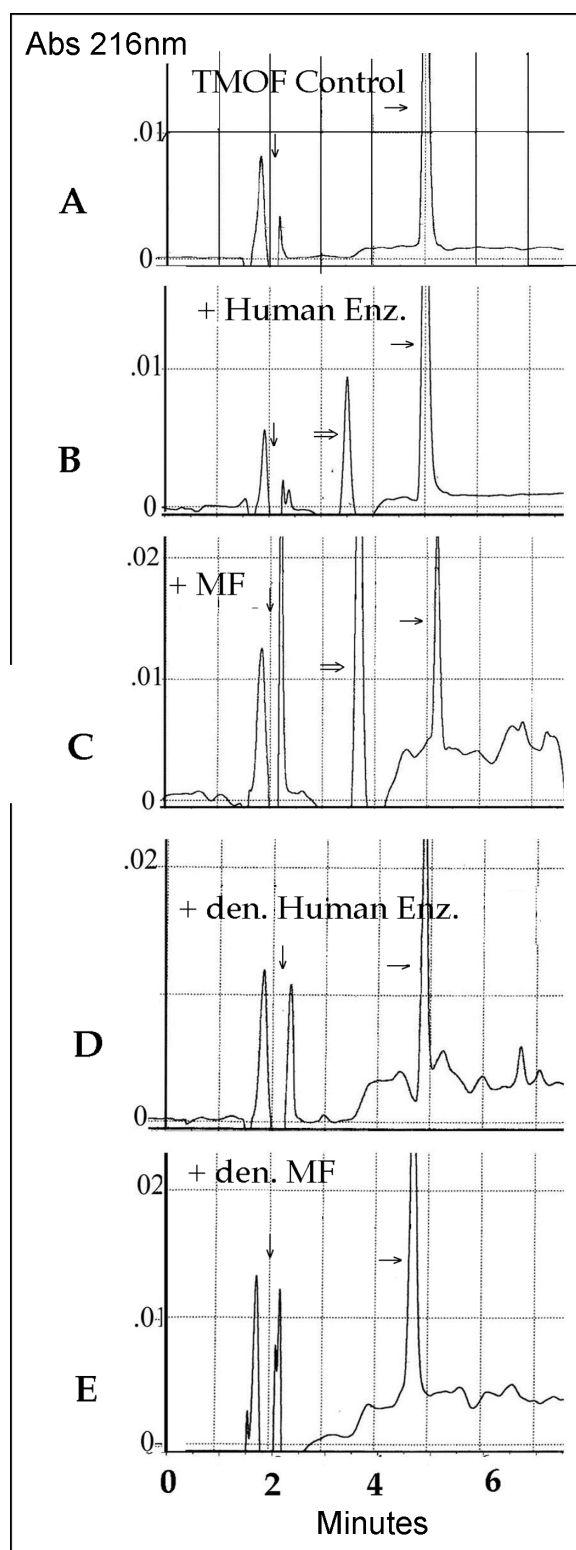 Abs 216nm
TMOF Control
.01
A
0
+ Human Enz.
.01
B
0
.02
+ MF
.01
C
0
.02
+ den. Human Enz.
D
0
+ den. MF
02
.01
E
0
0 2 4 6
Minutes